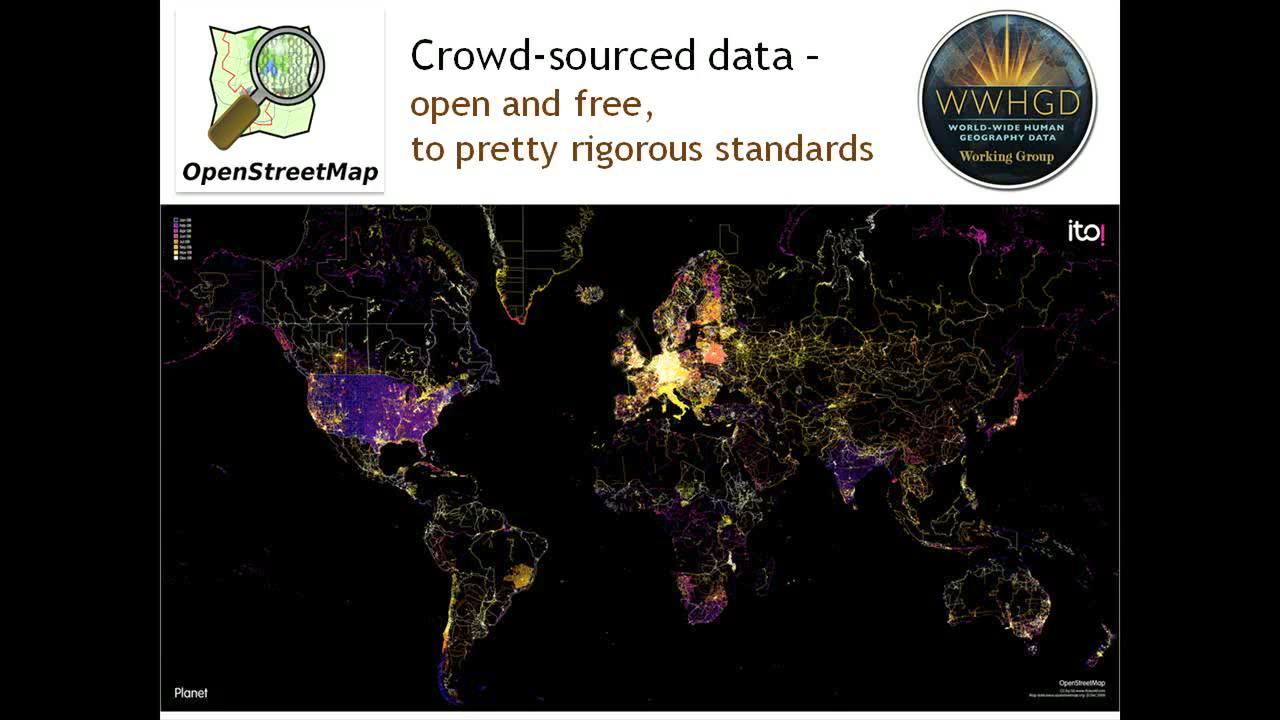 Crowd-sourced data –
open and free,
to pretty rigorous standards
OpenStreetMap
WWHGD
WORLD-WIDE HUMAN
GEOGRAPHY DATA
Working Group
ito!
Planet
OpenStreetMap